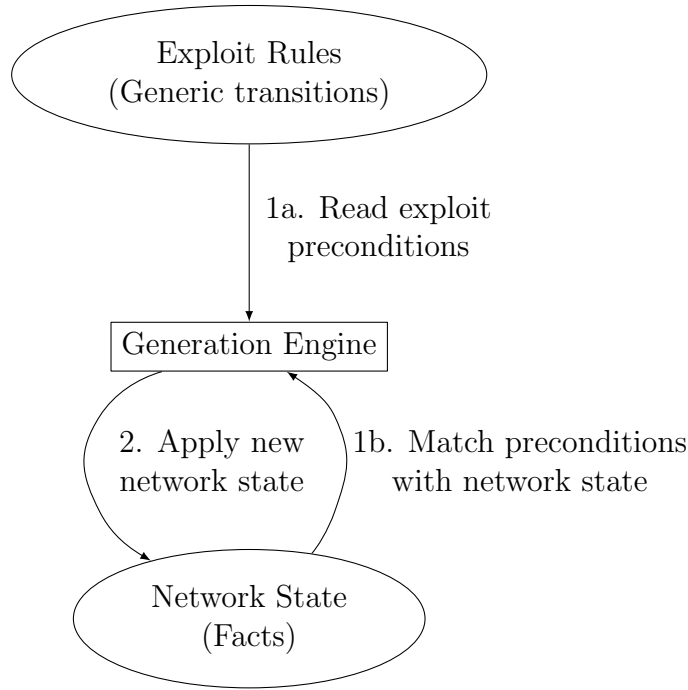 Exploit Rules
(Generic transitions)
1a. Read exploit
preconditions
Generation Engine
2. Apply new
network state
1b. Match preconditions
with network state
Network State
(Facts)